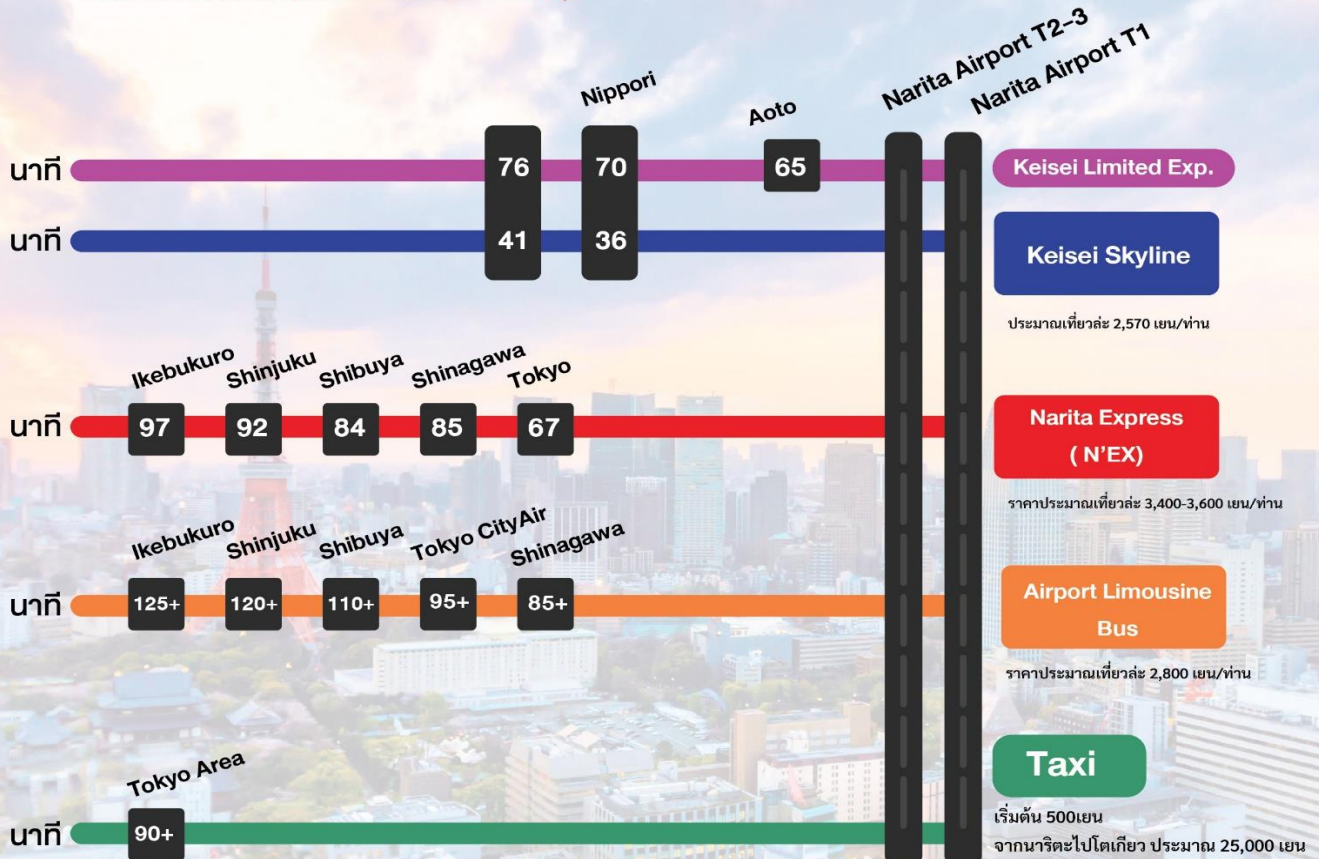 Narita Airport T2-3
Narita Airport T1
Nippori
Aoto
นาที
76
70
65
Keisei Limited Exp.
นาที
41
36
Keisei Skyline
ประมาณเที่ยวล่ะ 2,570 เยน/ท่าน
Ikebukuro
Shinjuku
Shibuya
Shinagawa
Tokyo
นาที
97
92
84
85
67
Narita Express
( N'EX)
ราคาประมาณเที่ยวล่ะ 3,400-3,600 เยน/ท่าน
Ikebukuro
Shinjuku
Shibuya
Tokyo CityAir
Shinagawa
นาที
125+
120+
110+
95+
85+
Airport Limousine
Bus
ราคาประมาณเที่ยวล่ะ 2,800 เยน/ท่าน
Tokyo Area
นาที
90+
Taxi
เริ่มต้น 500เยน
จากนาริตะไปโตเกียว ประมาณ 25,000 เยน